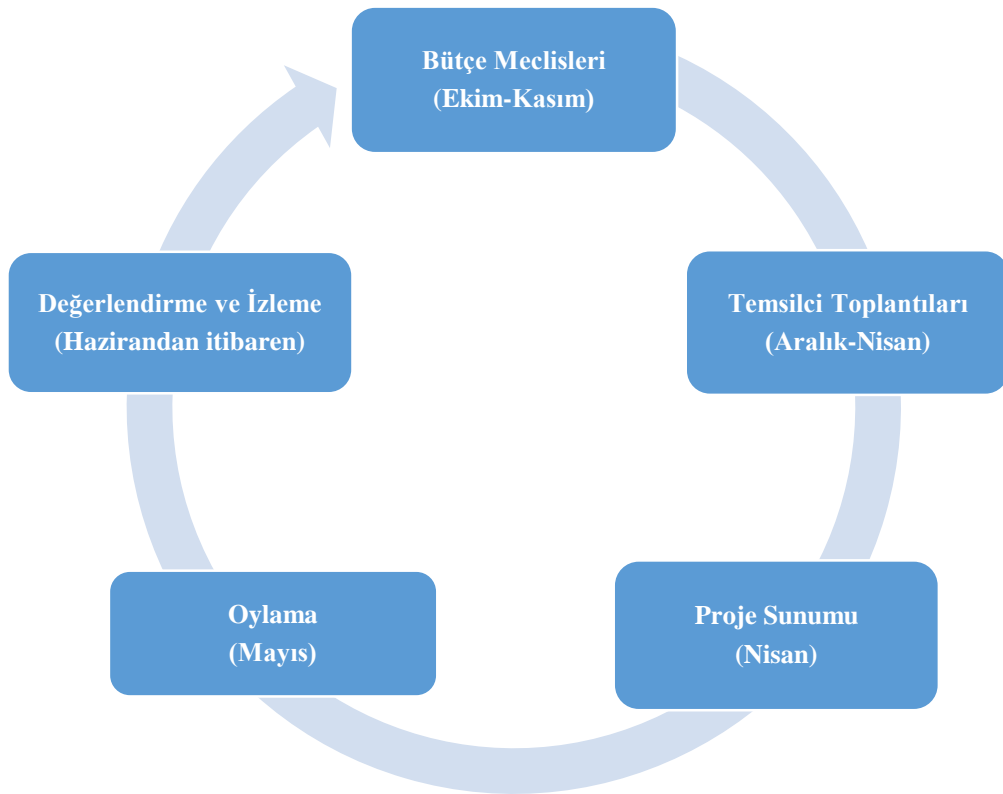 Bütçe Meclisleri
(Ekim-Kasım)
Temsilci Toplantıları
(Aralık-Nisan)
Proje Sunumu
(Nisan)
Oylama
(Mayıs)
Değerlendirme ve İzleme
(Hazirandan itibaren)